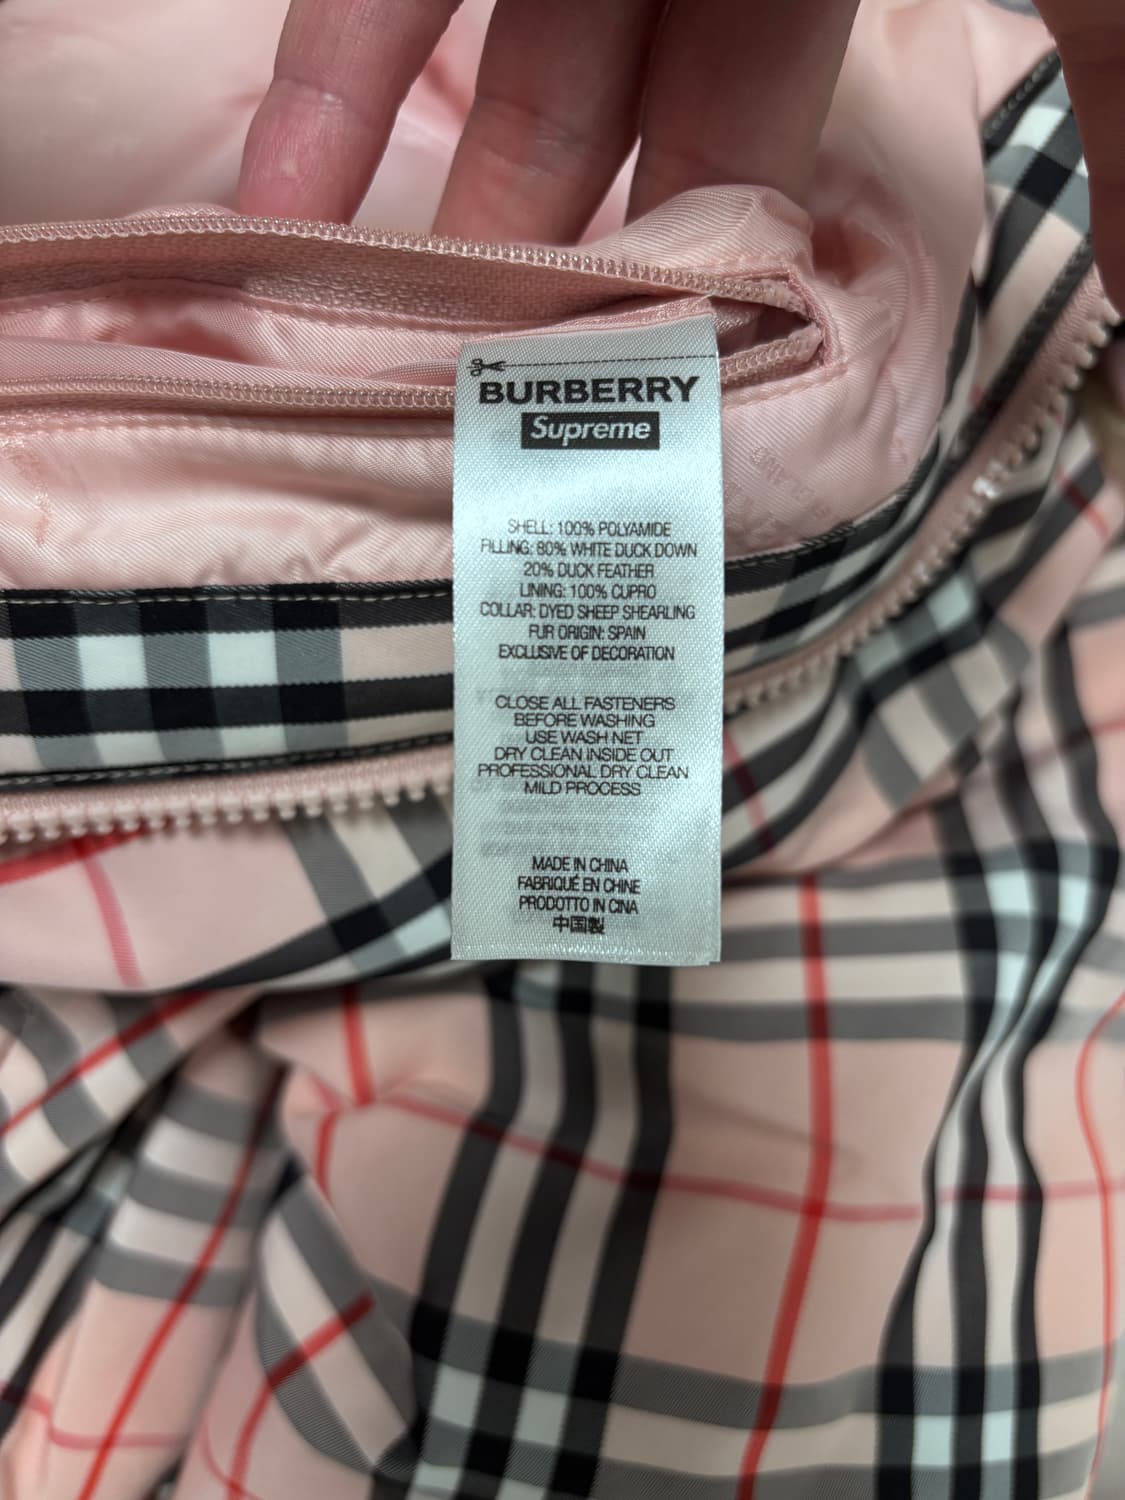 BURBERRY
Supreme
SHELL: 100% POLYAMIDE
FILLING: 80% WHITE DUCK DOWN
20% DUCK FEATHER
LINING: 100% CUPRO
COLLAR: DYED SHEEP SHEARLING
FUR ORIGIN: SPAIN
EXCLUSIVE OF DECORATION
CLOSE ALL FASTENERS
BEFORE WASHING
USE WASH NET
DRY CLEAN INSIDE OUT
PROFESSIONAL DRY CLEAN
MILD PROCESS
MADE IN CHINA
FABRIQUÉ EN CHINE
PRODOTTO IN CINA
中国製